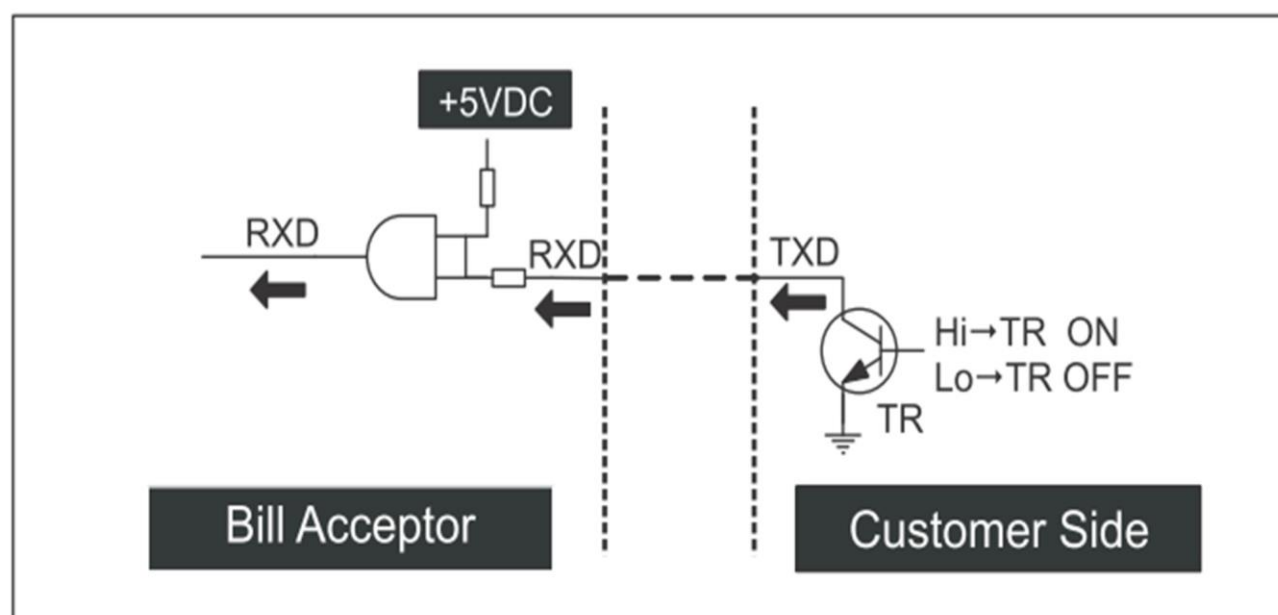 +5VDC
RXD
RXD
TXD
Hi→TR ON
Lo→TR OFF
TR
Bill Acceptor
Customer Side